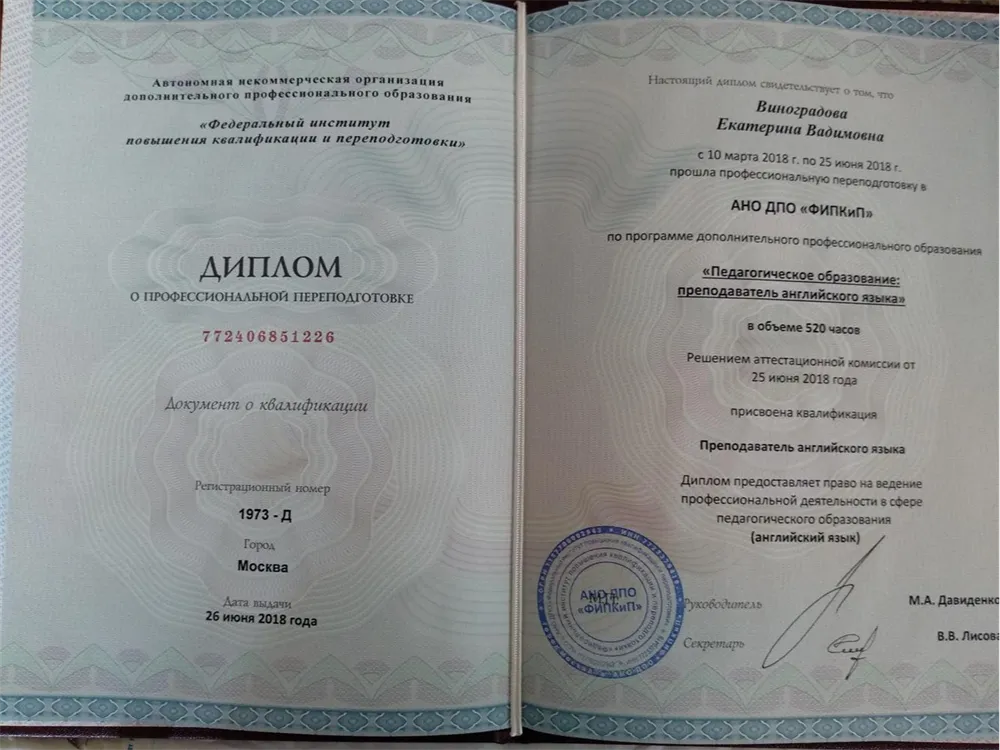 Автономная некоммерческая организация
дополнительного профессионального образования
«Федеральный институт
повышения квалификации и переподготовки»
ДИПЛОМ
О ПРОФЕССИОНАЛЬНОЙ ПЕРЕПОДГОТОВКЕ
772406851226
Документ о квалификации
Регистрационный номер
1973 - Д
Город
Москва
Дата выдачи
26 июня 2018 года
Настоящий диплом свидетельствует о том, что
Виноградова
Екатерина Вадимовна
с 10 марта 2018 г. по 25 июня 2018 г.
прошла профессиональную переподготовку в
АНО ДПО «ФИПКиП»
по программе дополнительного профессионального образования
«Педагогическое образование:
преподаватель английского языка»
в объеме 520 часов
Решением аттестационной комиссии от
25 июня 2018 года
присвоена квалификация
Преподаватель английского языка
Диплом предоставляет право на ведение
профессиональной деятельности в сфере
педагогического образования
(английский язык)
АНО ДПО
«ФИПКиП»
М.П.
Руководитель
М.А. Давиденко
Секретарь
В.В. Лисова